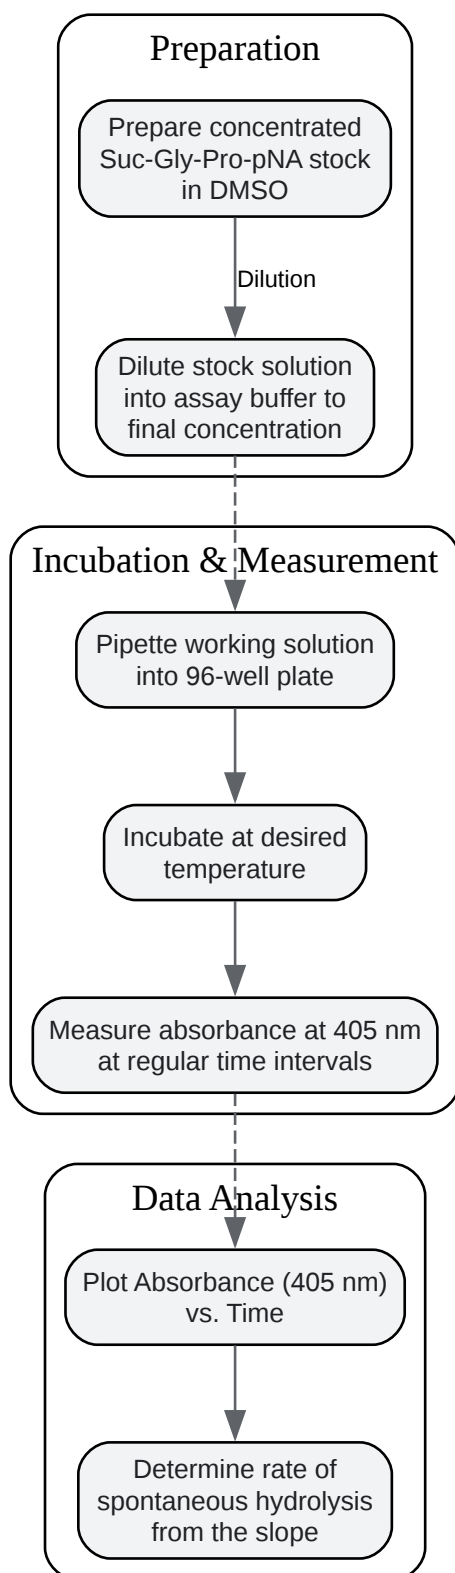 Preparation
Prepare concentrated
Suc-Gly-Pro-pNA stock
in DMSO
Dilution
Dilute stock solution
into assay buffer to
final concentration
Incubation & Measurement
Pipette working solution
into 96-well plate
Incubate at desired
temperature
Measure absorbance at 405 nm
at regular time intervals
Data Analysis
Plot Absorbance (405 nm)
vs. Time
Determine rate of
spontaneous hydrolysis
from the slope